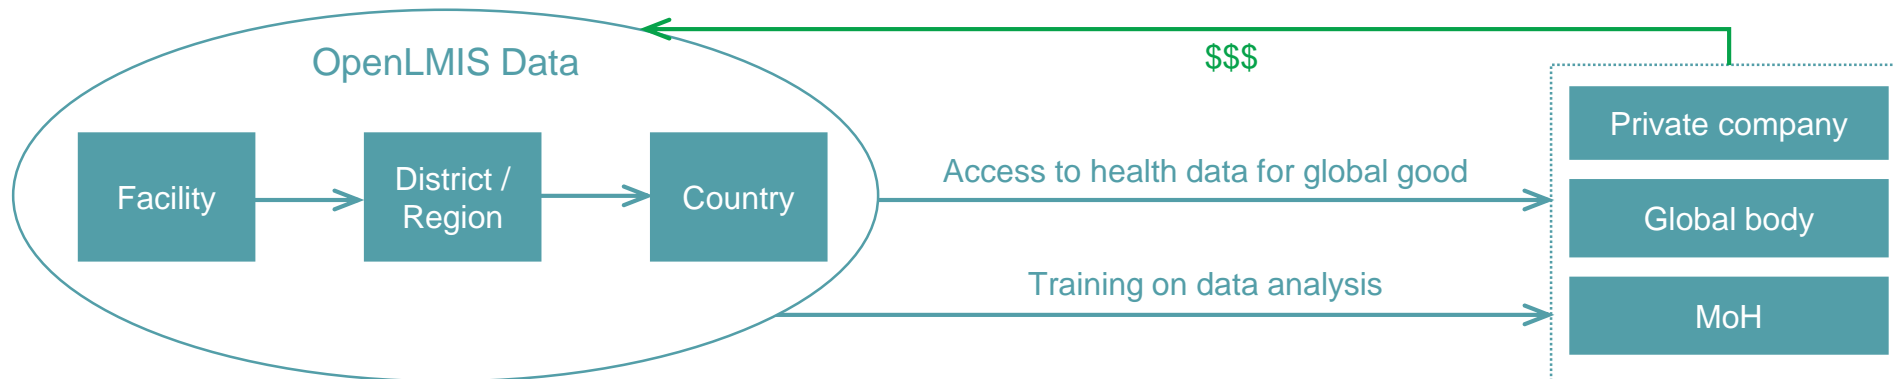 OpenLMIS Data
$$$
Facility
District /
Region
Country
Access to health data for global good
Training on data analysis
Private company
Global body
MoH